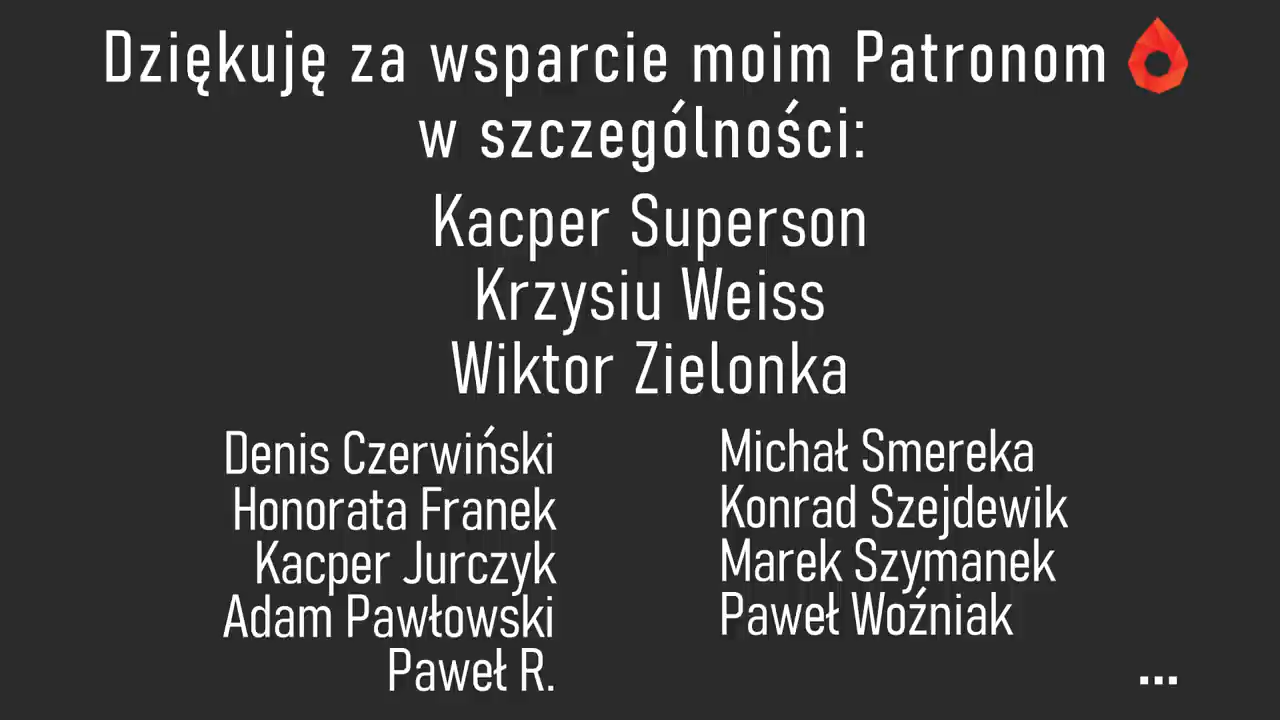 Dziękuję za wsparcie moim Patronom
w szczególności:
Kacper Superson
Krzysiu Weiss
Wiktor Zielonka
Denis Czerwiński
Honorata Franek
Kacper Jurczyk
Adam Pawłowski
Paweł R.
Michał Smereka
Konrad Szejdewik
Marek Szymanek
Paweł Woźniak
...